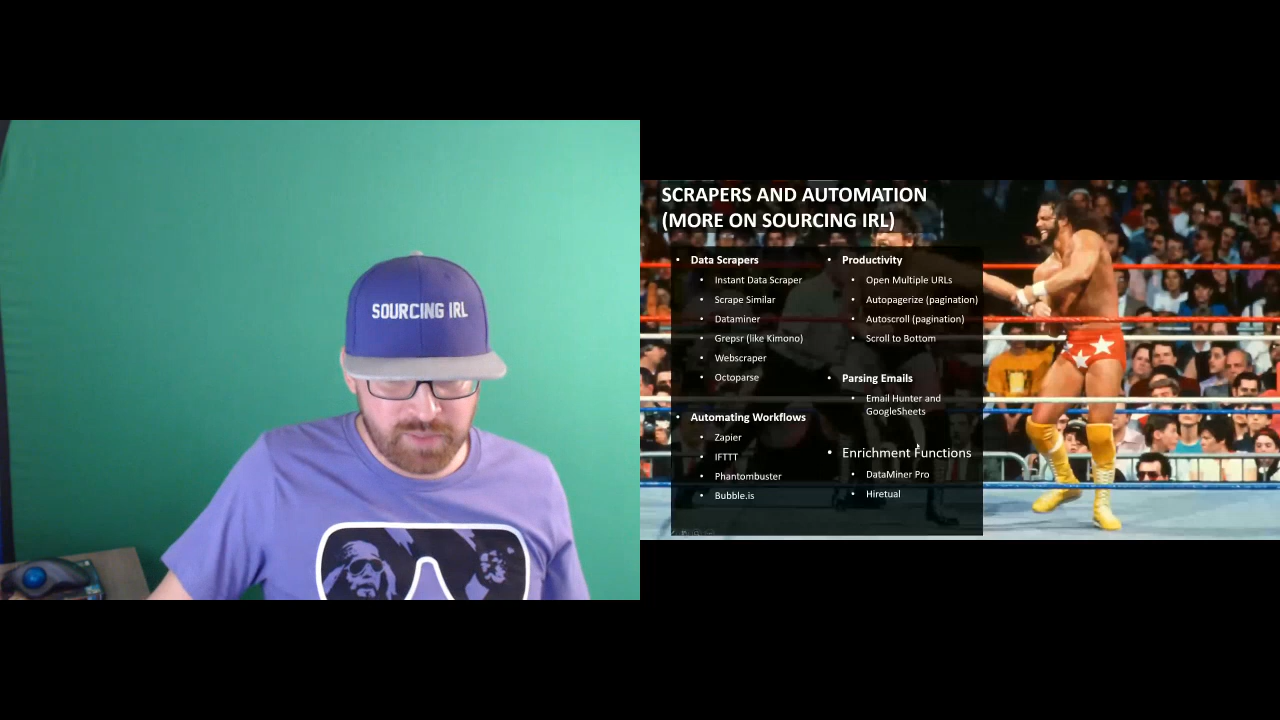 SOURCING IRL
SCRAPERS AND AUTOMATION
(MORE ON SOURCING IRL)
• Data Scrapers
• Instant Data Scraper
• Scrape Similar
• Dataminer
• Grepsr (like Kimono)
• Webscraper
• Octoparse
• Automating Workflows
• Zapier
• IFTTT
• Phantombuster
• Bubble.is
• Productivity
• Open Multiple URLs
• Autopagerize (pagination)
• Autoscroll (pagination)
• Scroll to Bottom
• Parsing Emails
• Email Hunter and
GoogleSheets
• Enrichment Functions
• DataMiner Pro
• Hiretual